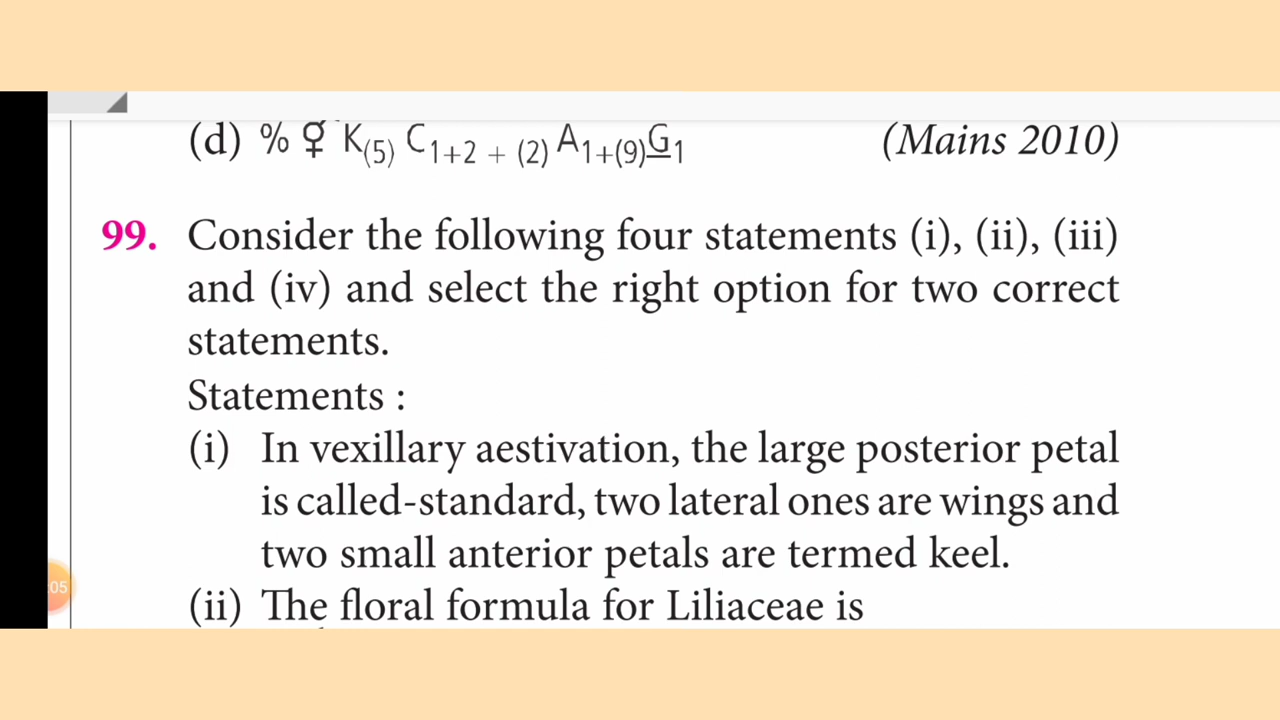 (d) % ⚥ K(5) C1+2 + (2) A1+(9)G1 (Mains 2010)
99. Consider the following four statements (i), (ii), (iii)
and (iv) and select the right option for two correct
statements.
Statements :
(i) In vexillary aestivation, the large posterior petal
is called-standard, two lateral ones are wings and
two small anterior petals are termed keel.
05
(ii) The floral formula for Liliaceae is